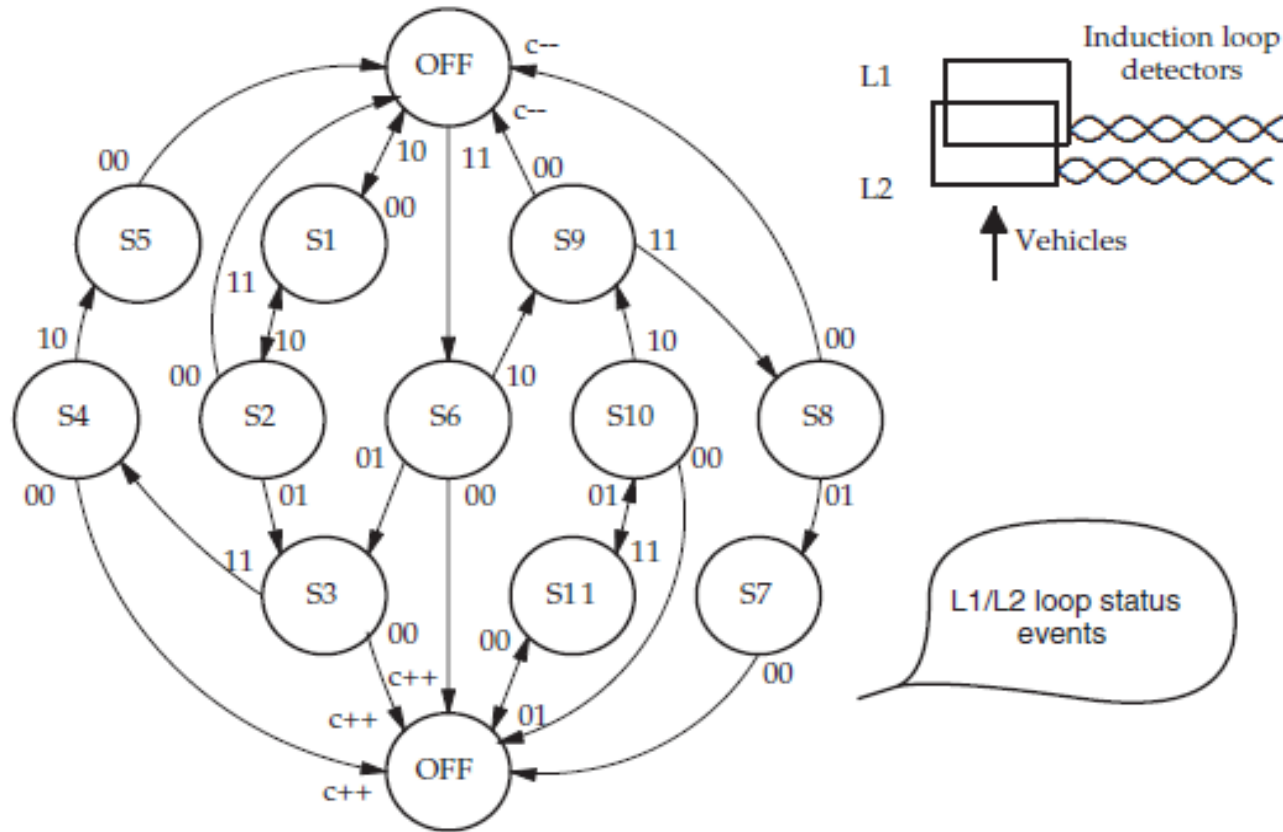 c--
OFF
c--
10
11
00
00
00
S5
S1
S9
11
11
10
10
00
10
10
00
S4
S2
S6
S10
S8
00
01
01
00
01
00
01
11
11
S3
S11
S7
00
00
00
c++
01
c++
OFF
c++
Induction loop
detectors
L1
L2
Vehicles
L1/L2 loop status
events